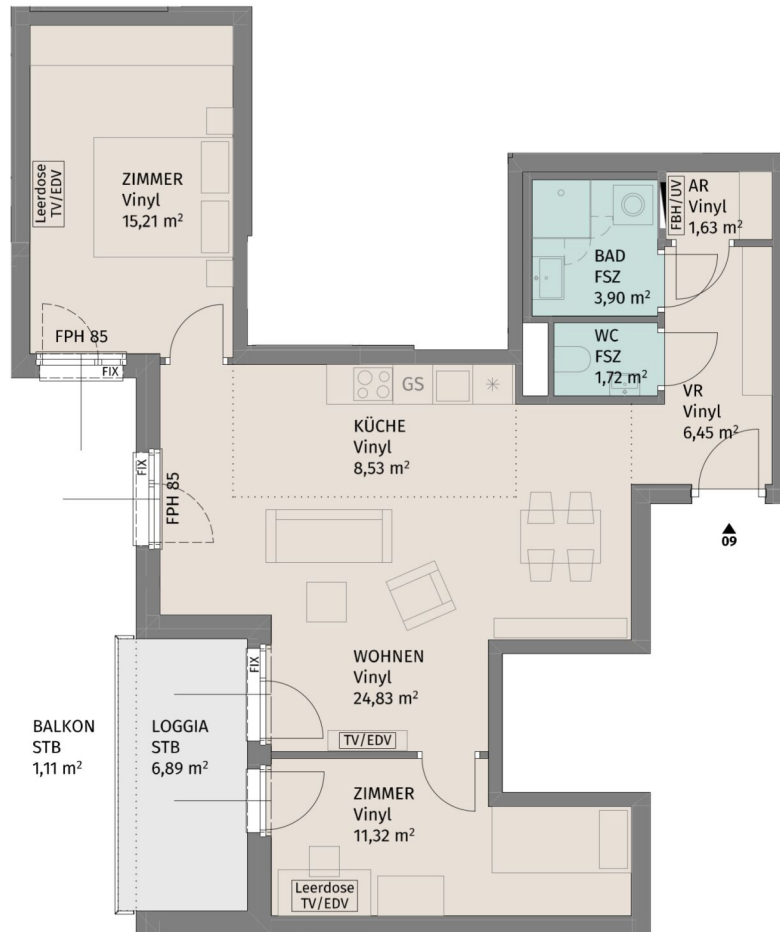 ZIMMER
Vinyl
15,21 m²
Leerdose
TV/EDV
FPH 85
FIX
FBH/UV
AR
Vinyl
1,63 m²
BAD
FSZ
3,90 m²
WC
FSZ
1,72 m²
VR
Vinyl
6,45 m²
09
GS
KÜCHE
Vinyl
8,53 m²
FIX
FPH 85
WOHNEN
Vinyl
24,83 m²
TV/EDV
FIX
BALKON
STB
1,11 m²
LOGGIA
STB
6,89 m²
ZIMMER
Vinyl
11,32 m²
Leerdose
TV/EDV